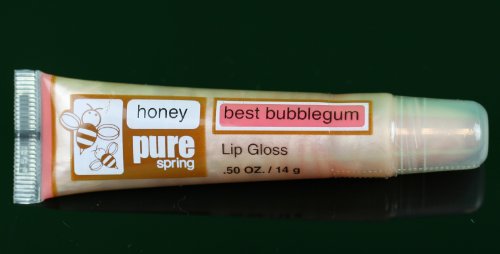 honey
pure
spring
best bubblegum
Lip Gloss
.50 OZ. / 14 g